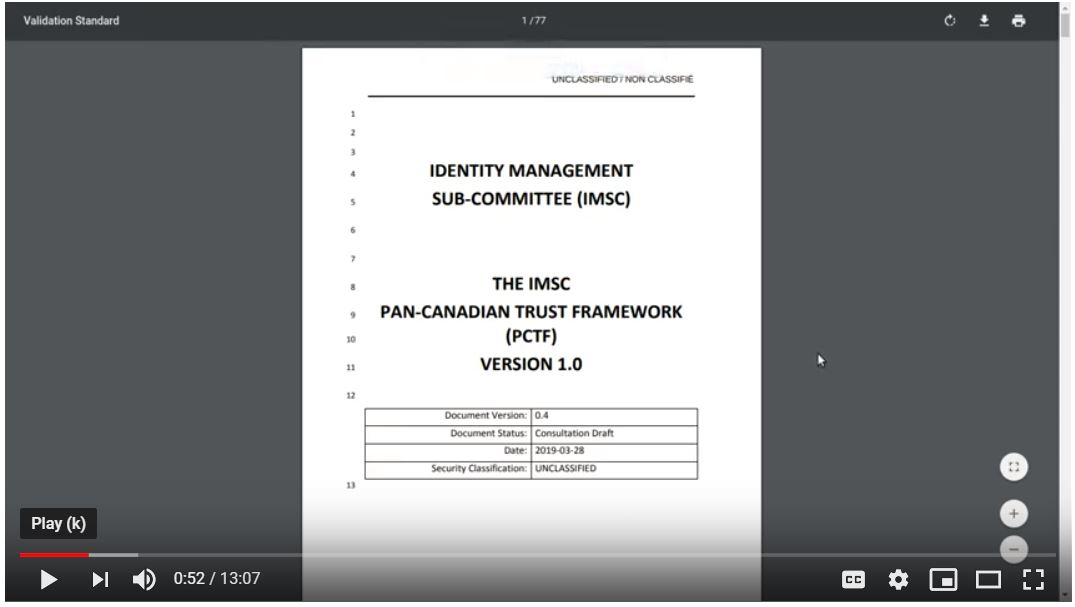 Validation Standard
1 / 77
UNCLASSIFIED / NON CLASSIFIÉ
1
2
3
4 IDENTITY MANAGEMENT
5 SUB-COMMITTEE (IMSC)
6
7
8 THE IMSC
9 PAN-CANADIAN TRUST FRAMEWORK
10 (PCTF)
11 VERSION 1.0
12
Document Version: 0.4
Document Status: Consultation Draft
Date: 2019-03-28
Security Classification: UNCLASSIFIED
13
Play (k)
0:52 / 13:07
CC